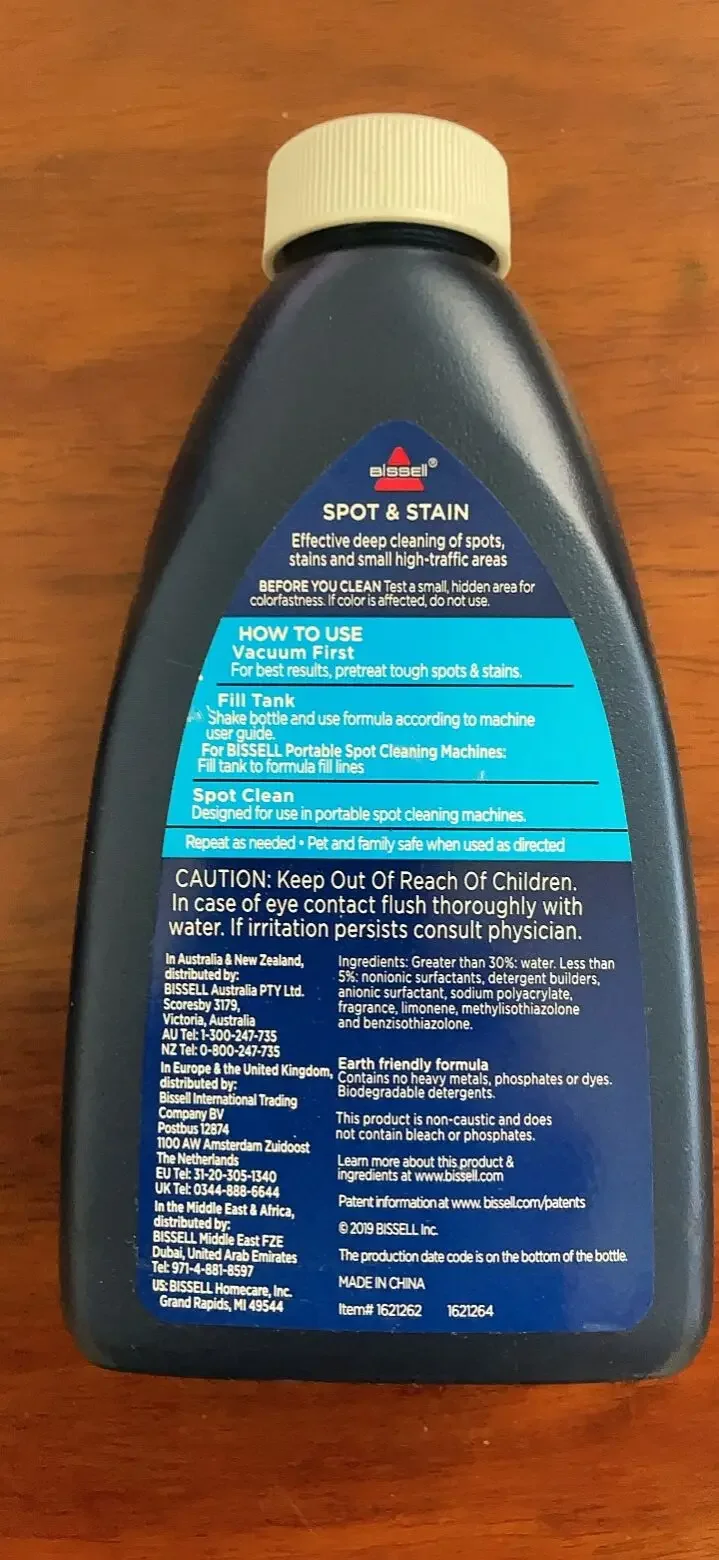 BISSELL®
SPOT & STAIN
Effective deep cleaning of spots,
stains and small high-traffic areas
BEFORE YOU CLEAN Test a small, hidden area for
colorfastness. If color is affected, do not use.
HOW TO USE
Vacuum First
For best results, pretreat tough spots & stains.
Fill Tank
Shake bottle and use formula according to machine
user guide.
For BISSELL Portable Spot Cleaning Machines:
Fill tank to formula fill lines
Spot Clean
Designed for use in portable spot cleaning machines.
Repeat as needed • Pet and family safe when used as directed
CAUTION: Keep Out Of Reach Of Children.
In case of eye contact flush thoroughly with
water. If irritation persists consult physician.
In Australia & New Zealand,
distributed by:
BISSELL Australia PTY Ltd.
Scoresby 3179,
Victoria, Australia
AU Tel: 1-300-247-735
NZ Tel: 0-800-247-735
In Europe & the United Kingdom,
distributed by:
Bissell International Trading
Company BV
Postbus 12874
1100 AW Amsterdam Zuidoost
The Netherlands
EU Tel: 31-20-305-1340
UK Tel: 0344-888-6644
In the Middle East & Africa,
distributed by:
BISSELL Middle East FZE
Dubai, United Arab Emirates
Tel: 971-4-881-8597
US: BISSELL Homecare, Inc.
Grand Rapids, MI 49544
Ingredients: Greater than 30%: water. Less than
5%: nonionic surfactants, detergent builders,
anionic surfactant, sodium polyacrylate,
fragrance, limonene, methylisothiazolone
and benzisothiazolone.
Earth friendly formula
Contains no heavy metals, phosphates or dyes.
Biodegradable detergents.
This product is non-caustic and does
not contain bleach or phosphates.
Learn more about this product &
ingredients at www.bissell.com
Patent information at www. bissell.com/patents
© 2019 BISSELL Inc.
The production date code is on the bottom of the bottle.
MADE IN CHINA
Item# 1621262 1621264